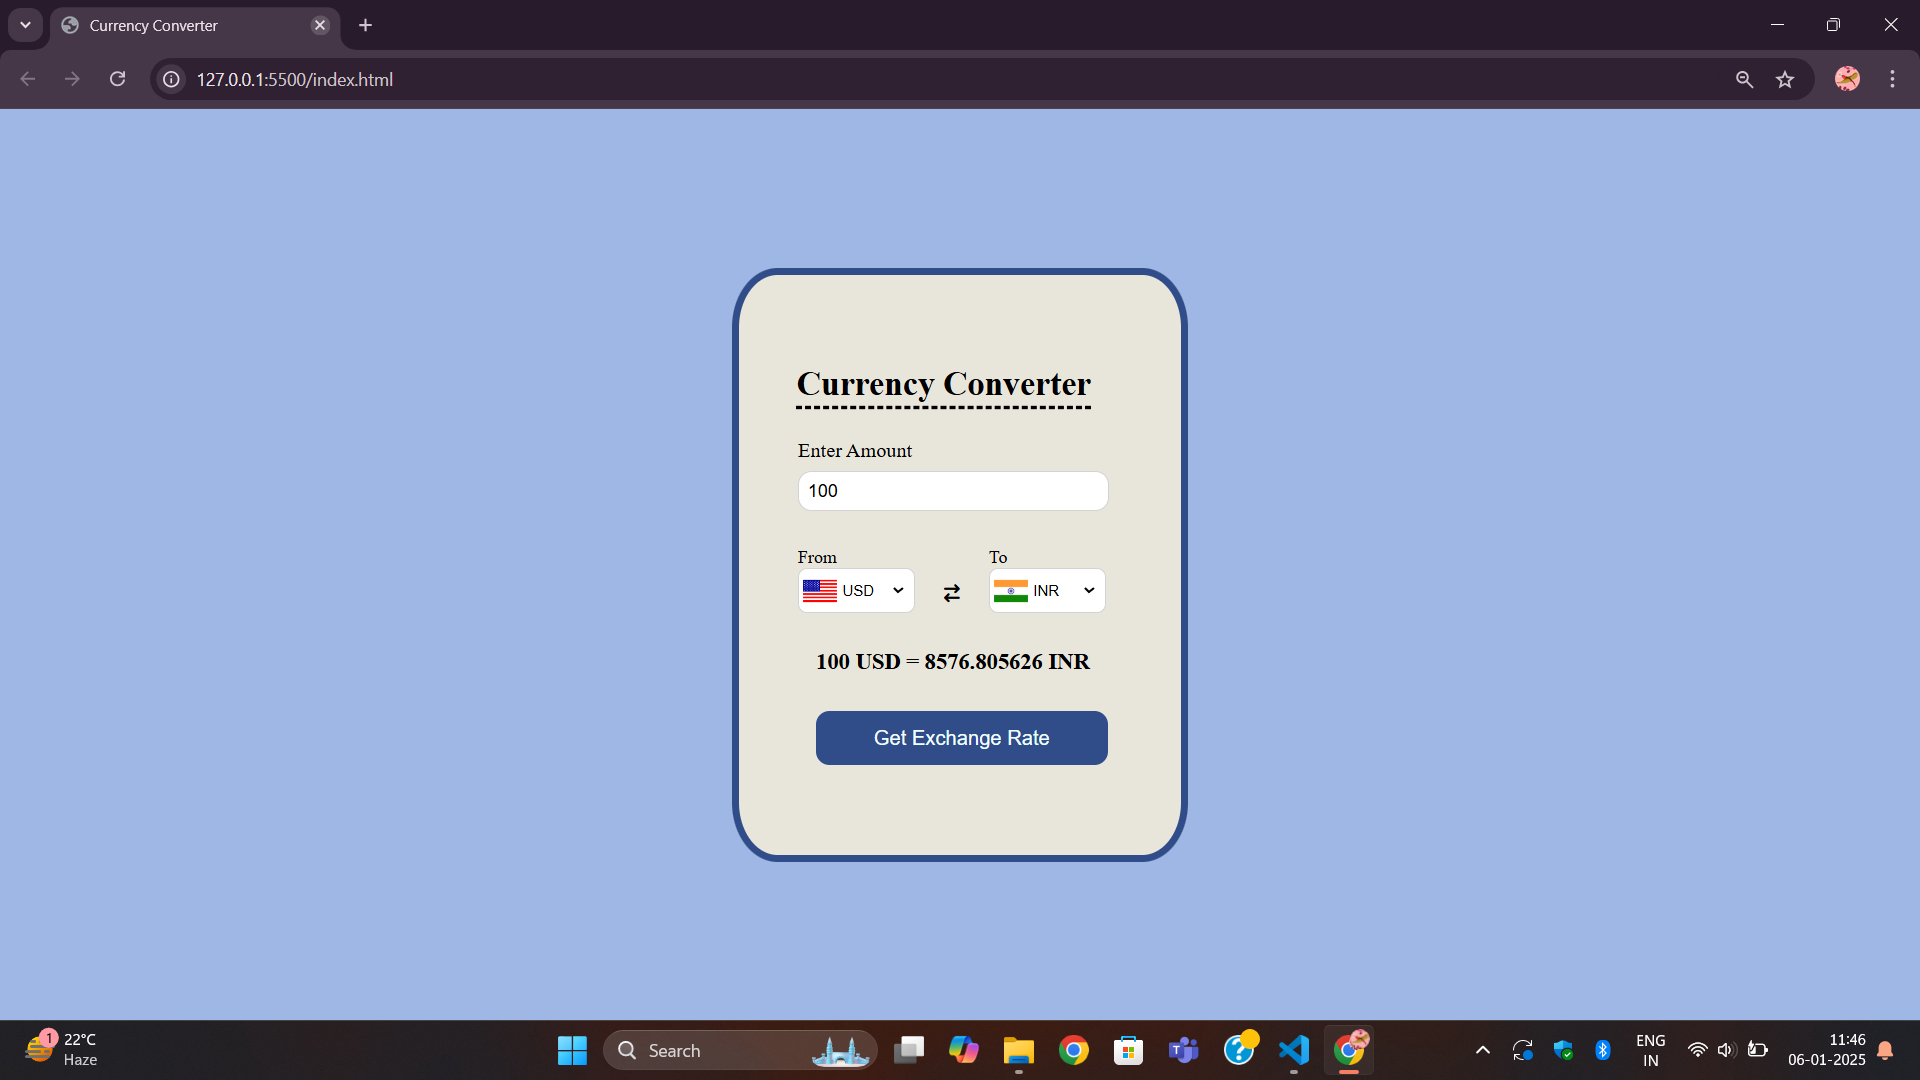 Currency Converter
127.0.0.1:5500/index.html
Currency Converter
Enter Amount
100
From
To
USD
INR
100 USD = 8576.805626 INR
Get Exchange Rate
1
22°C
Haze
Search
T
?
ENG
IN
11:46
06-01-2025